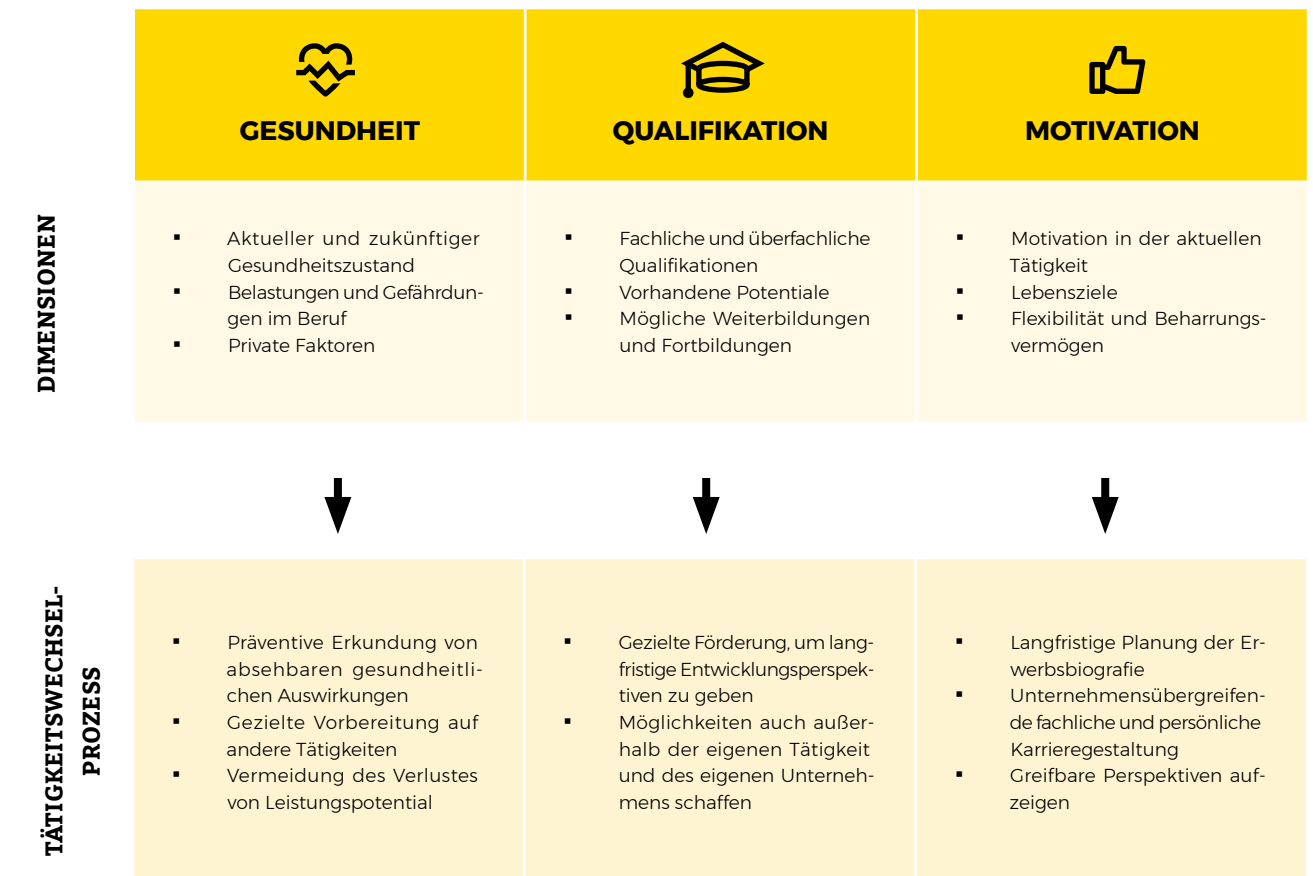 GESUNDHEIT
QUALIFIKATION
MOTIVATION
DIMENSIONEN
▪ Aktueller und zukünftiger
Gesundheitszustand
▪ Belastungen und Gefährdun-
gen im Beruf
▪ Private Faktoren
▪ Fachliche und überfachliche
Qualifikationen
▪ Vorhandene Potentiale
▪ Mögliche Weiterbildungen
und Fortbildungen
▪ Motivation in der aktuellen
Tätigkeit
▪ Lebensziele
▪ Flexibilität und Beharrungs-
vermögen
TÄTIGKEITSWECHSEL-
PROZESS
▪ Präventive Erkundung von
absehbaren gesundheitli-
chen Auswirkungen
▪ Gezielte Vorbereitung auf
andere Tätigkeiten
▪ Vermeidung des Verlustes
von Leistungspotential
▪ Gezielte Förderung, um lang-
fristige Entwicklungsperspek-
tiven zu geben
▪ Möglichkeiten auch außer-
halb der eigenen Tätigkeit
und des eigenen Unterneh-
mens schaffen
▪ Langfristige Planung der Er-
werbsbiografie
▪ Unternehmensübergreifen-
de fachliche und persönliche
Karrieregestaltung
▪ Greifbare Perspektiven auf-
zeigen